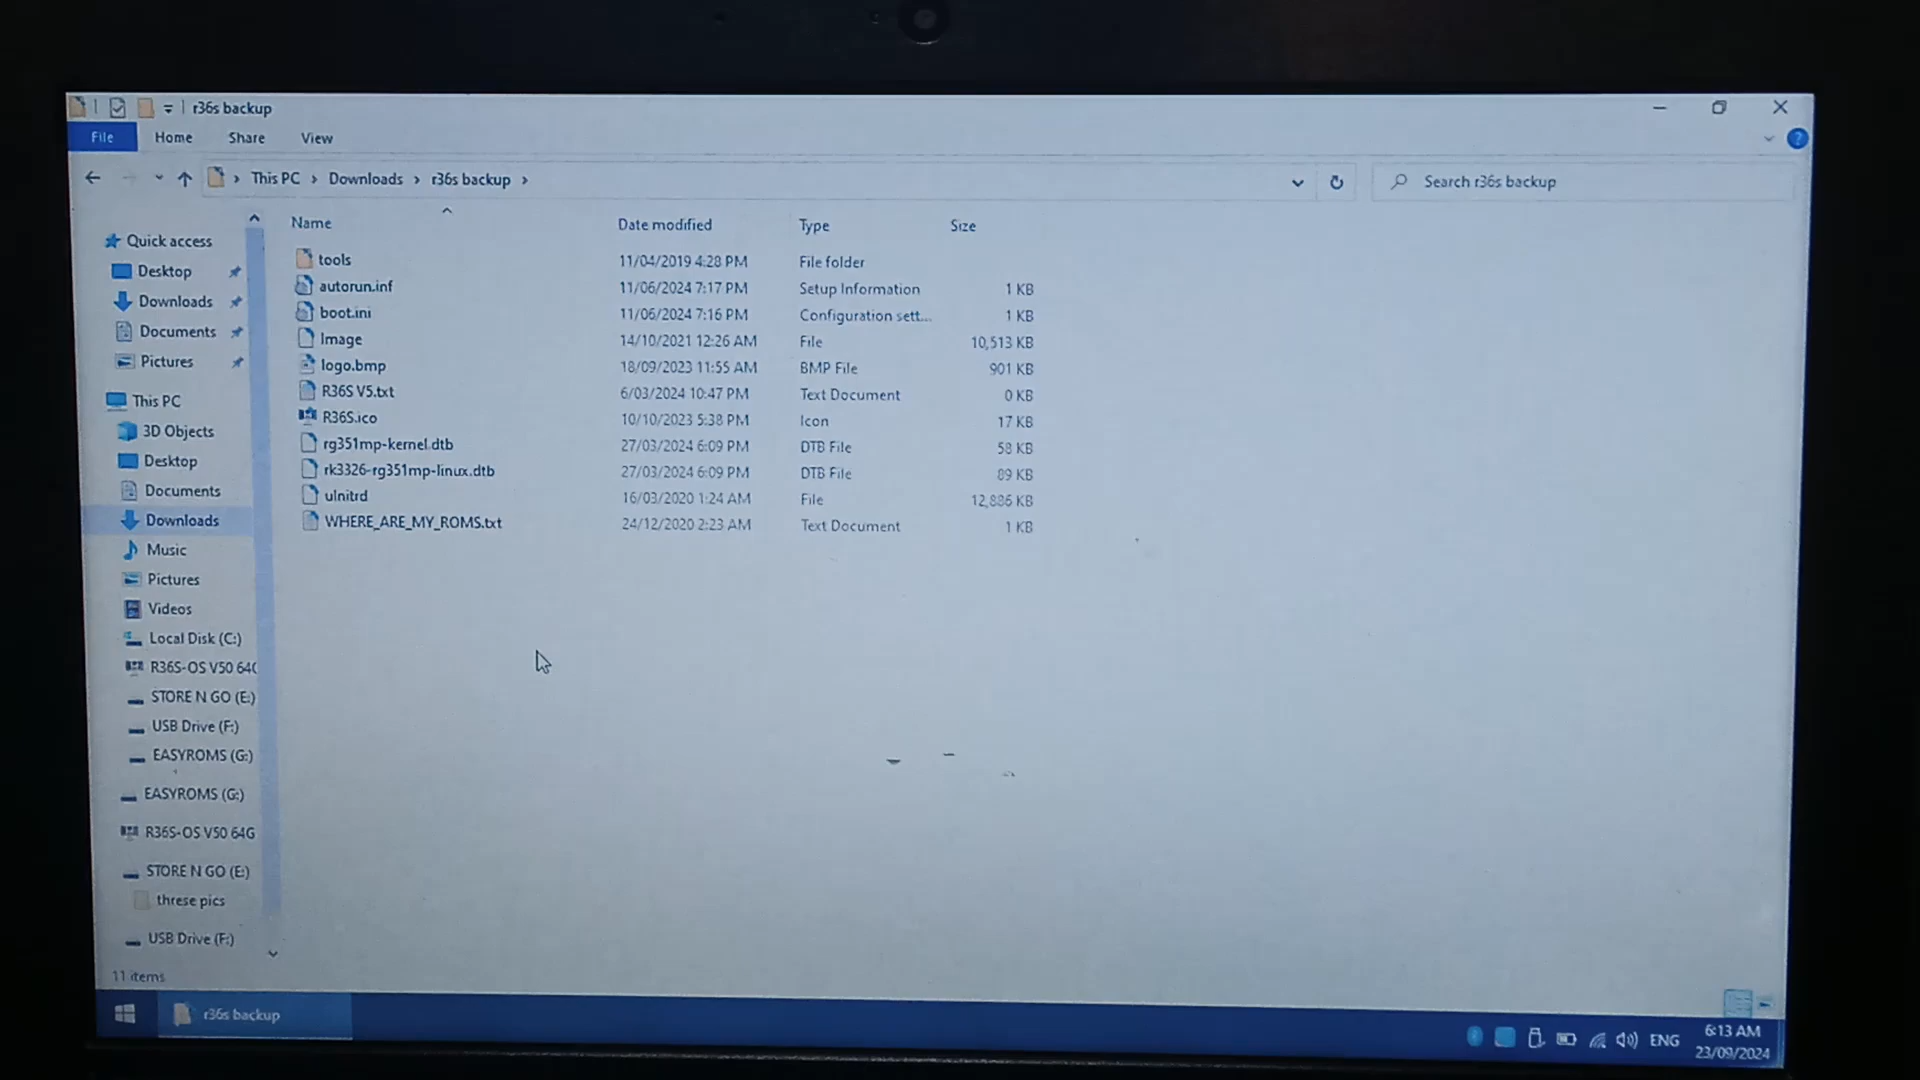 r36s backup
File Home Share View
This PC > Downloads > r36s backup >
Search r36s backup
Name Date modified Type Size
tools 11/04/2019 4:28 PM File folder
autorun.inf 11/06/2024 7:17 PM Setup Information 1 KB
boot.ini 11/06/2024 7:16 PM Configuration sett... 1 KB
Image 14/10/2021 12:26 AM File 10,513 KB
logo.bmp 18/09/2023 11:55 AM BMP File 901 KB
R36S V5.txt 6/03/2024 10:47 PM Text Document 0 KB
R36S.ico 10/10/2023 5:38 PM Icon 17 KB
rg351mp-kernel.dtb 27/03/2024 6:09 PM DTB File 58 KB
rk3326-rg351mp-linux.dtb 27/03/2024 6:09 PM DTB File 89 KB
uInitrd 16/03/2020 1:24 AM File 12,886 KB
WHERE_ARE_MY_ROMS.txt 24/12/2020 2:23 AM Text Document 1 KB
Quick access
Desktop
Downloads
Documents
Pictures
This PC
3D Objects
Desktop
Documents
Downloads
Music
Pictures
Videos
Local Disk (C:)
R36S-OS V50 64G
STORE N GO (E:)
USB Drive (F:)
EASYROMS (G:)
EASYROMS (G:)
R36S-OS V50 64G
STORE N GO (E:)
threse pics
USB Drive (F:)
11 items
r36s backup
ENG
6:13 AM
23/09/2024